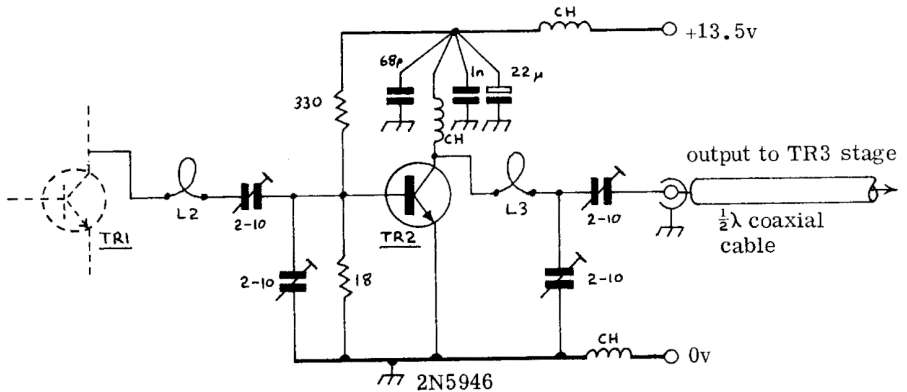 CH
+13.5v
68p
1n
22μ
330
CH
output to TR3 stage
L2
2-10
TR2
L3
2-10
½λ coaxial
cable
TR1
2-10
18
2-10
CH
0v
2N5946